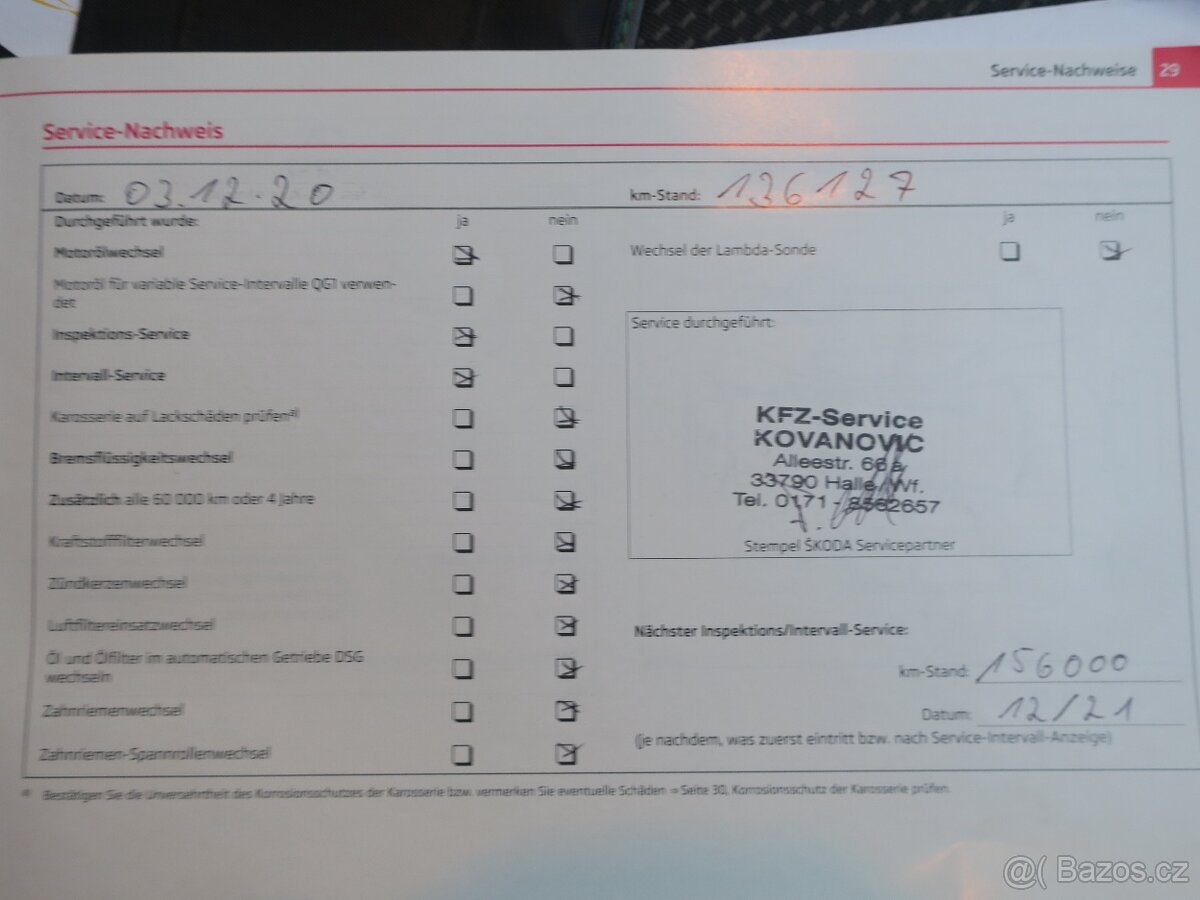 Service-Nachweise 29
Service-Nachweis
Datum: 03.12.20
km-Stand: 136127
Durchgeführt wurde: ja nein
Motorölwechsel
Motoröl für variable Service-Intervalle QG1 verwen-
det
Inspektions-Service
Intervall-Service
Karosserie auf Lackschäden prüfen a)
Bremsflüssigkeitswechsel
Zusätzlich alle 60 000 km oder 4 Jahre
Kraftstofffilterwechsel
Zündkerzenwechsel
Luftfiltereinsatzwechsel
Öl und Ölfilter im automatischen Getriebe DSG
wechseln
Zahnriemenwechsel
Zahnriemen-Spannrollenwechsel
ja nein
Wechsel der Lambda-Sonde
Service durchgeführt:
KFZ-Service
KOVANOVIC
Alleestr. 66a
33790 Halle/Wf.
Tel. 0171-8562657
Stempel ŠKODA Servicepartner
Nächster Inspektions/Intervall-Service:
km-Stand: 156000
Datum: 12/21
(je nachdem, was zuerst eintritt bzw. nach Service-Intervall-Anzeige)
a) Bestätigen Sie die Unversehrtheit des Korrosionsschutzes der Karosserie bzw. vermerken Sie eventuelle Schäden ⇒ Seite 30, Korrosionsschutz der Karosserie prüfen.
@( Bazos.cz